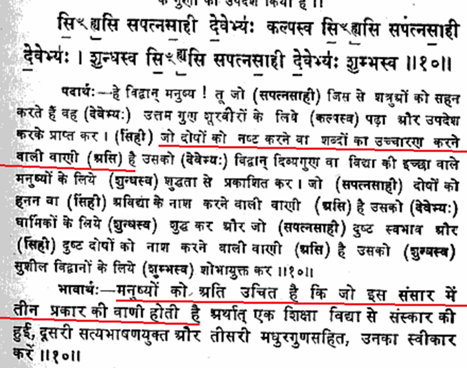 के गुणों का उपदेश किया है ।।
सि॒ꣳह्य॒सि सपत्नसा॒ही दे॒वेभ्यः॑ कल्पस्व सि॒ꣳह्य॒सि सपत्नसा॒ही
दे॒वेभ्यः॑ । शुन्धस्व सि॒ꣳह्य॒सि सपत्नसा॒ही दे॒वेभ्यः॑ शुम्भस्व ॥१०॥
पदार्थः—हे विद्वान् मनुष्य ! तू जो (सपत्नसाही) जिस से शत्रुओं को सहन
करते हैं वह (देवेभ्यः) उत्तम गुण शूरवीरों के लिये (कल्पस्व) पढ़ा और उपदेश
करके प्राप्त कर । (सिंही) जो दोषों को नष्ट करने वा शब्दों का उच्चारण करने
वाली वाणी (असि) है उसको (देवेभ्यः) विद्वान् दिव्यगुण वा विद्या की इच्छा वाले
मनुष्यों के लिये (शुन्धस्व) शुद्धता से प्रकाशित कर । जो (सपत्नसाही) दोषों को
हनन वा (सिंही) अविद्या के नाश करने वाली वाणी (असि) है उसको (देवेभ्यः)
धार्मिकों के लिये (शुन्धस्व) शुद्ध कर और जो (सपत्नसाही) दुष्ट स्वभाव और
(सिंही) दुष्ट दोषों को नाश करने वाली वाणी (असि) है उसको (देवेभ्यः)
सुशील विद्वानों के लिये (शुम्भस्व) शोभायुक्त कर ॥१०॥
भावार्थः—मनुष्यों को अति उचित है कि जो इस संसार में
तीन प्रकार की वाणी होती है अर्थात् एक शिक्षा विद्या से संस्कार की
हुई, दूसरी सत्यभाषणयुक्त और तीसरी मधुरगुणसहित, उनका स्वीकार
करें ॥१०॥